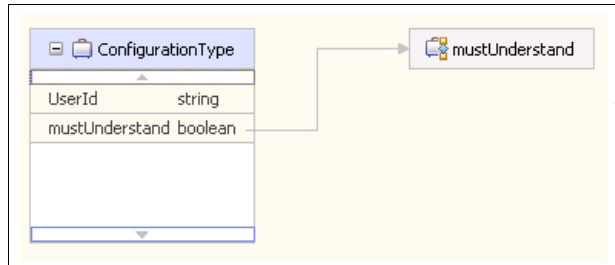 ConfigurationType
mustUnderstand
UserId string
mustUnderstand boolean